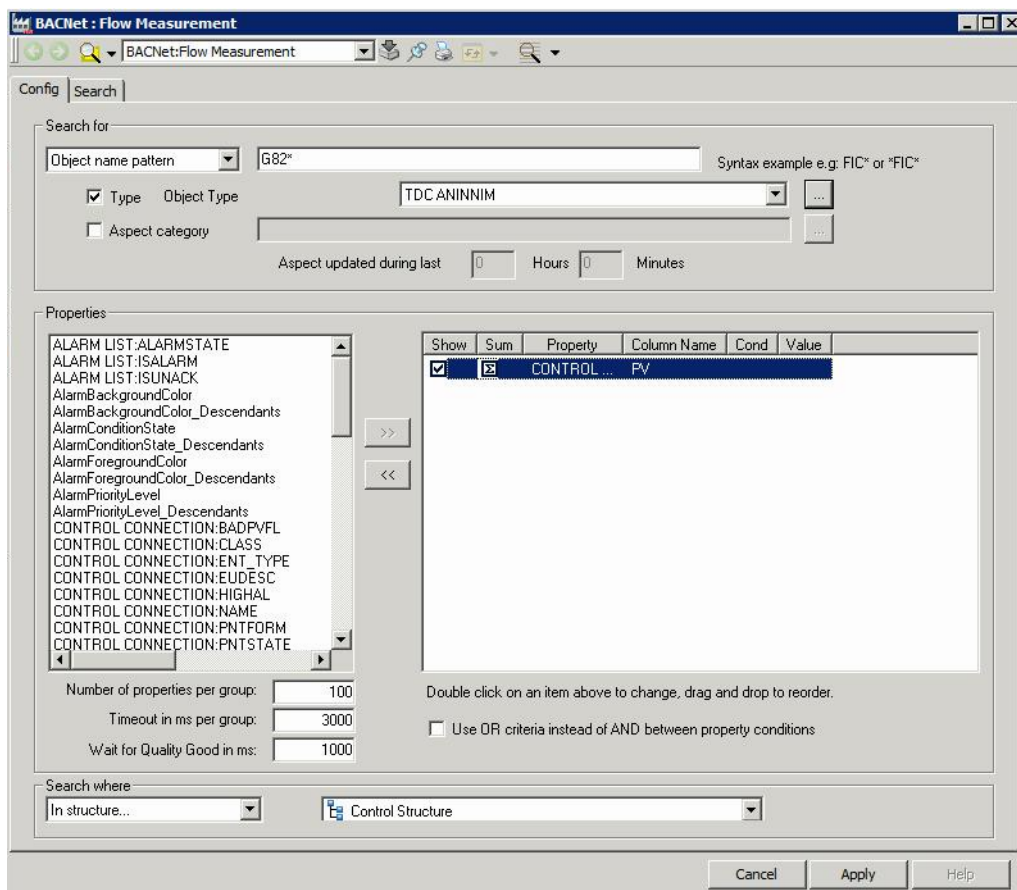 BACNet : Flow Measurement
BACNet:Flow Measurement
Config Search
Search for
Object name pattern G82* Syntax example e.g: FIC* or *FIC*
Type Object Type TDC ANINNIM ...
Aspect category ...
Aspect updated during last 0 Hours 0 Minutes
Properties
ALARM LIST:ALARMSTATE
ALARM LIST:ISALARM
ALARM LIST:ISUNACK
AlarmBackgroundColor
AlarmBackgroundColor_Descendants
AlarmConditionState
AlarmConditionState_Descendants
AlarmForegroundColor
AlarmForegroundColor_Descendants
AlarmPriorityLevel
AlarmPriorityLevel_Descendants
CONTROL CONNECTION:BADPVFL
CONTROL CONNECTION:CLASS
CONTROL CONNECTION:ENT_TYPE
CONTROL CONNECTION:EUDESC
CONTROL CONNECTION:HIGHAL
CONTROL CONNECTION:NAME
CONTROL CONNECTION:PNTFORM
CONTROL CONNECTION:PNTSTATE
>>
<<
Show Sum Property Column Name Cond Value
Σ CONTROL ... PV
Number of properties per group: 100
Timeout in ms per group: 3000
Wait for Quality Good in ms: 1000
Double click on an item above to change, drag and drop to reorder.
Use OR criteria instead of AND between property conditions
Search where
In structure... Control Structure
Cancel Apply Help